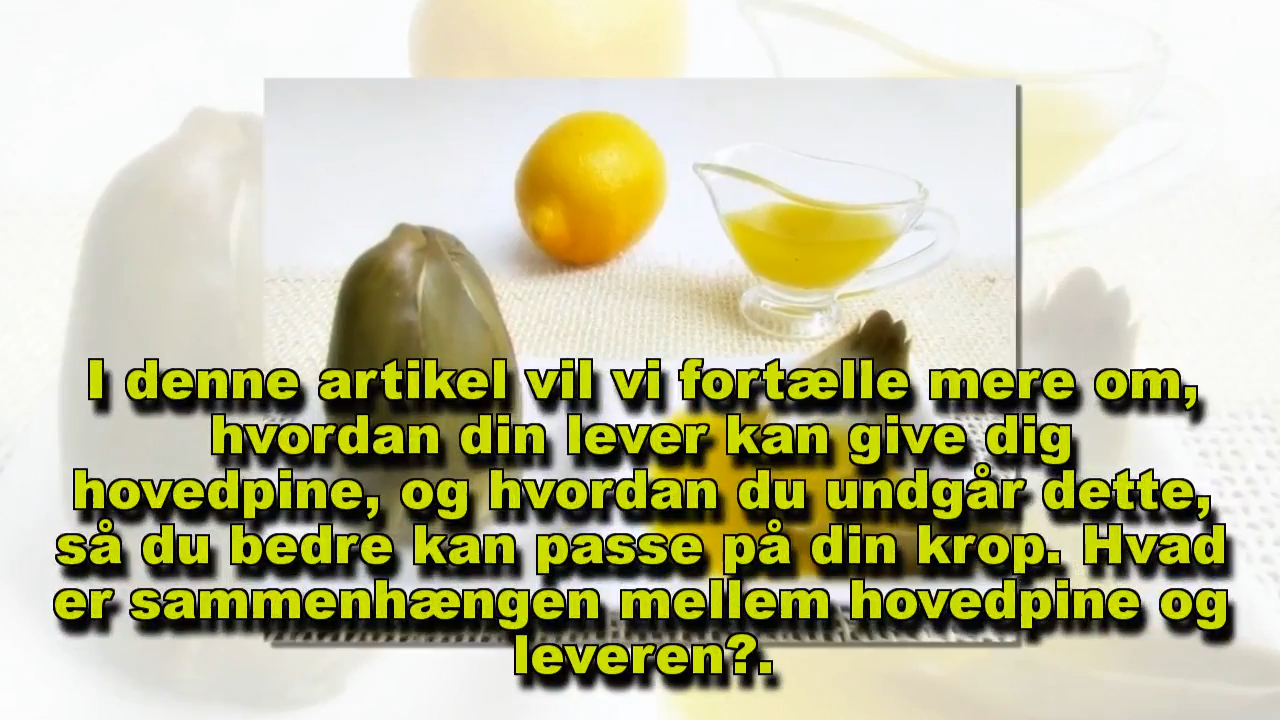 I denne artikel vil vi fortælle mere om,
hvordan din lever kan give dig
hovedpine, og hvordan du undgår dette,
så du bedre kan passe på din krop. Hvad
er sammenhængen mellem hovedpine og
leveren?.